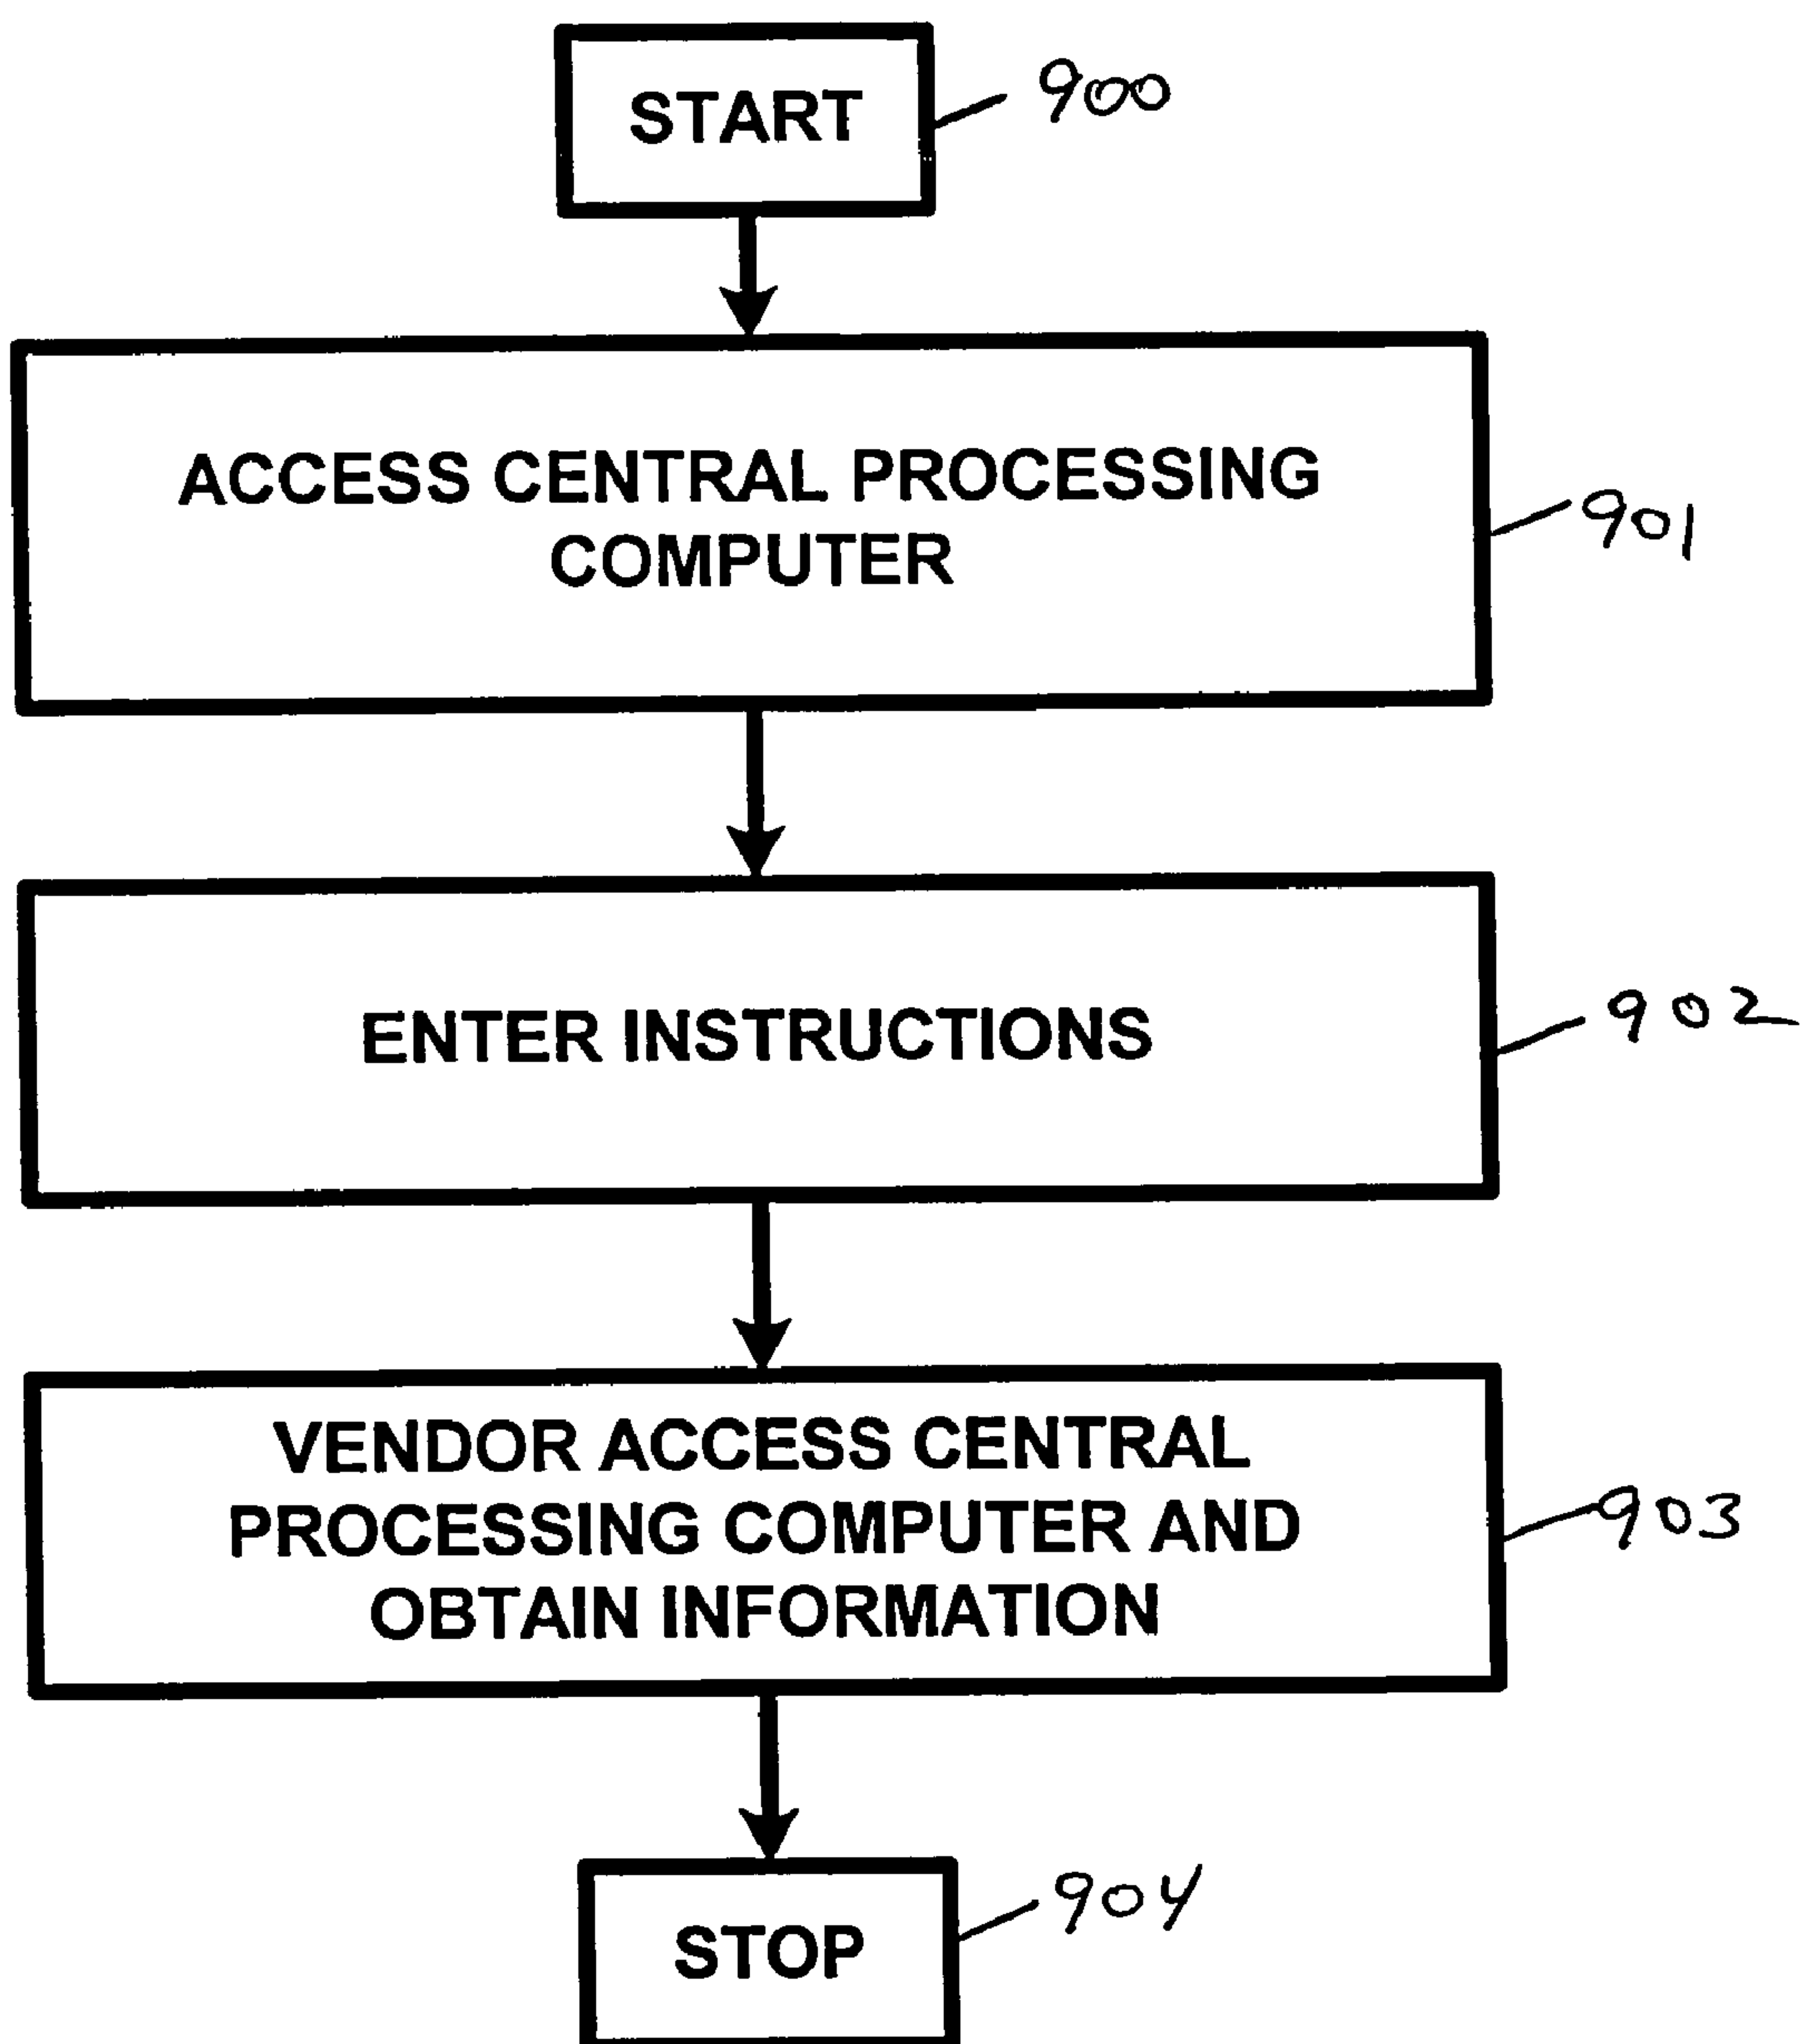 START
900
ACCESS CENTRAL PROCESSING
COMPUTER
901
ENTER INSTRUCTIONS
902
VENDOR ACCESS CENTRAL
PROCESSING COMPUTER AND
OBTAIN INFORMATION
903
STOP
904